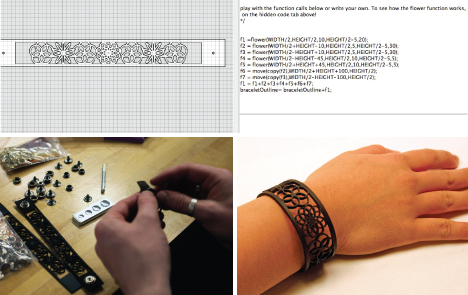 play with the function calls below or write your own. To see how the flower function works,
on the hidden code tab above!
*/
f1 =flower(WIDTH/2,HEIGHT/2,10,HEIGHT/2-5,20);
f2 = flower(WIDTH/2+HEIGHT-10,HEIGHT/2,5,HEIGHT/2-5,30);
f3 = flower(WIDTH/2-HEIGHT+10,HEIGHT/2,5,HEIGHT/2-5,30);
f4 = flower(WIDTH/2-HEIGHT-45,HEIGHT/2,10,HEIGHT/2-5,5);
f5 = flower(WIDTH/2+HEIGHT+45,HEIGHT/2,10,HEIGHT/2-5,5);
f6 = move(copy(f2),WIDTH/2+HEIGHT+100,HEIGHT/2);
f7 = move(copy(f3),WIDTH/2-HEIGHT-100,HEIGHT/2);
f1 = f1+f2+f3+f4+f5+f6+f7;
braceletOutline= braceletOutline+f1;